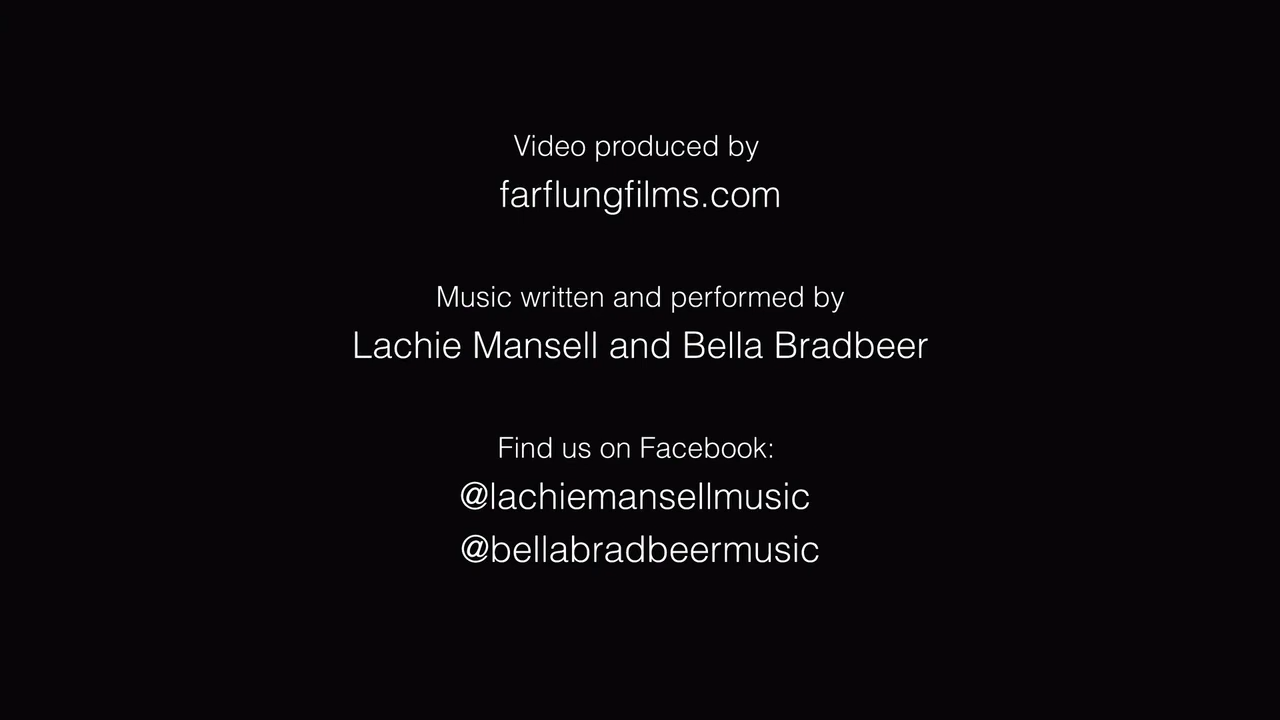 Video produced by
farflungfilms.com
Music written and performed by
Lachie Mansell and Bella Bradbeer
Find us on Facebook:
@lachiemansellmusic
@bellabradbeermusic